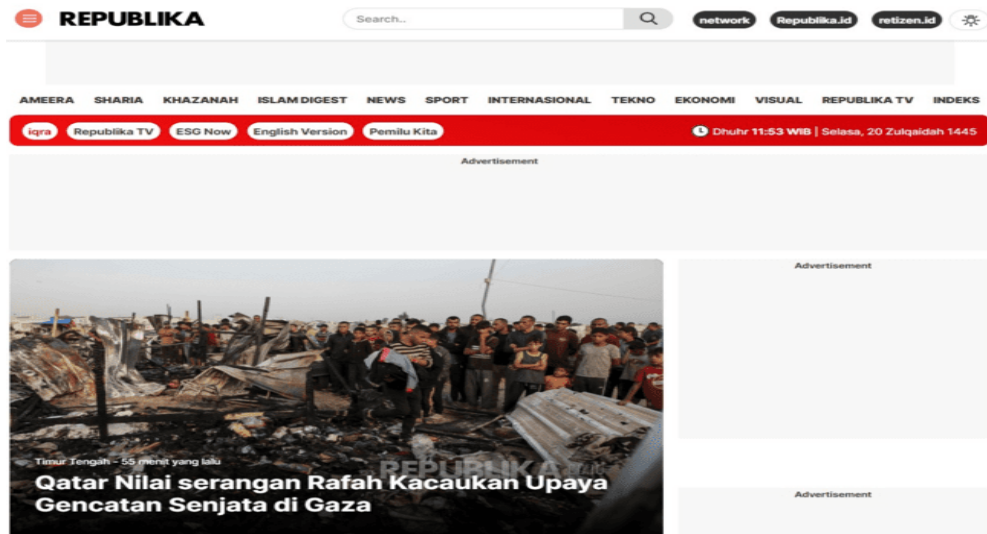 REPUBLIKA
Search..
network Republika.id retizen.id
AMEERA SHARIA KHAZANAH ISLAM DIGEST NEWS SPORT INTERNASIONAL TEKNO EKONOMI VISUAL REPUBLIKA TV INDEKS
iqra Republika TV ESG Now English Version Pemilu Kita Dhuhr 11:53 WIB | Selasa, 20 Zulqaidah 1445
Advertisement
Advertisement
Timur Tengah - 55 menit yang lalu
REPUBLIKA
Qatar Nilai serangan Rafah Kacaukan Upaya
Gencatan Senjata di Gaza
Advertisement